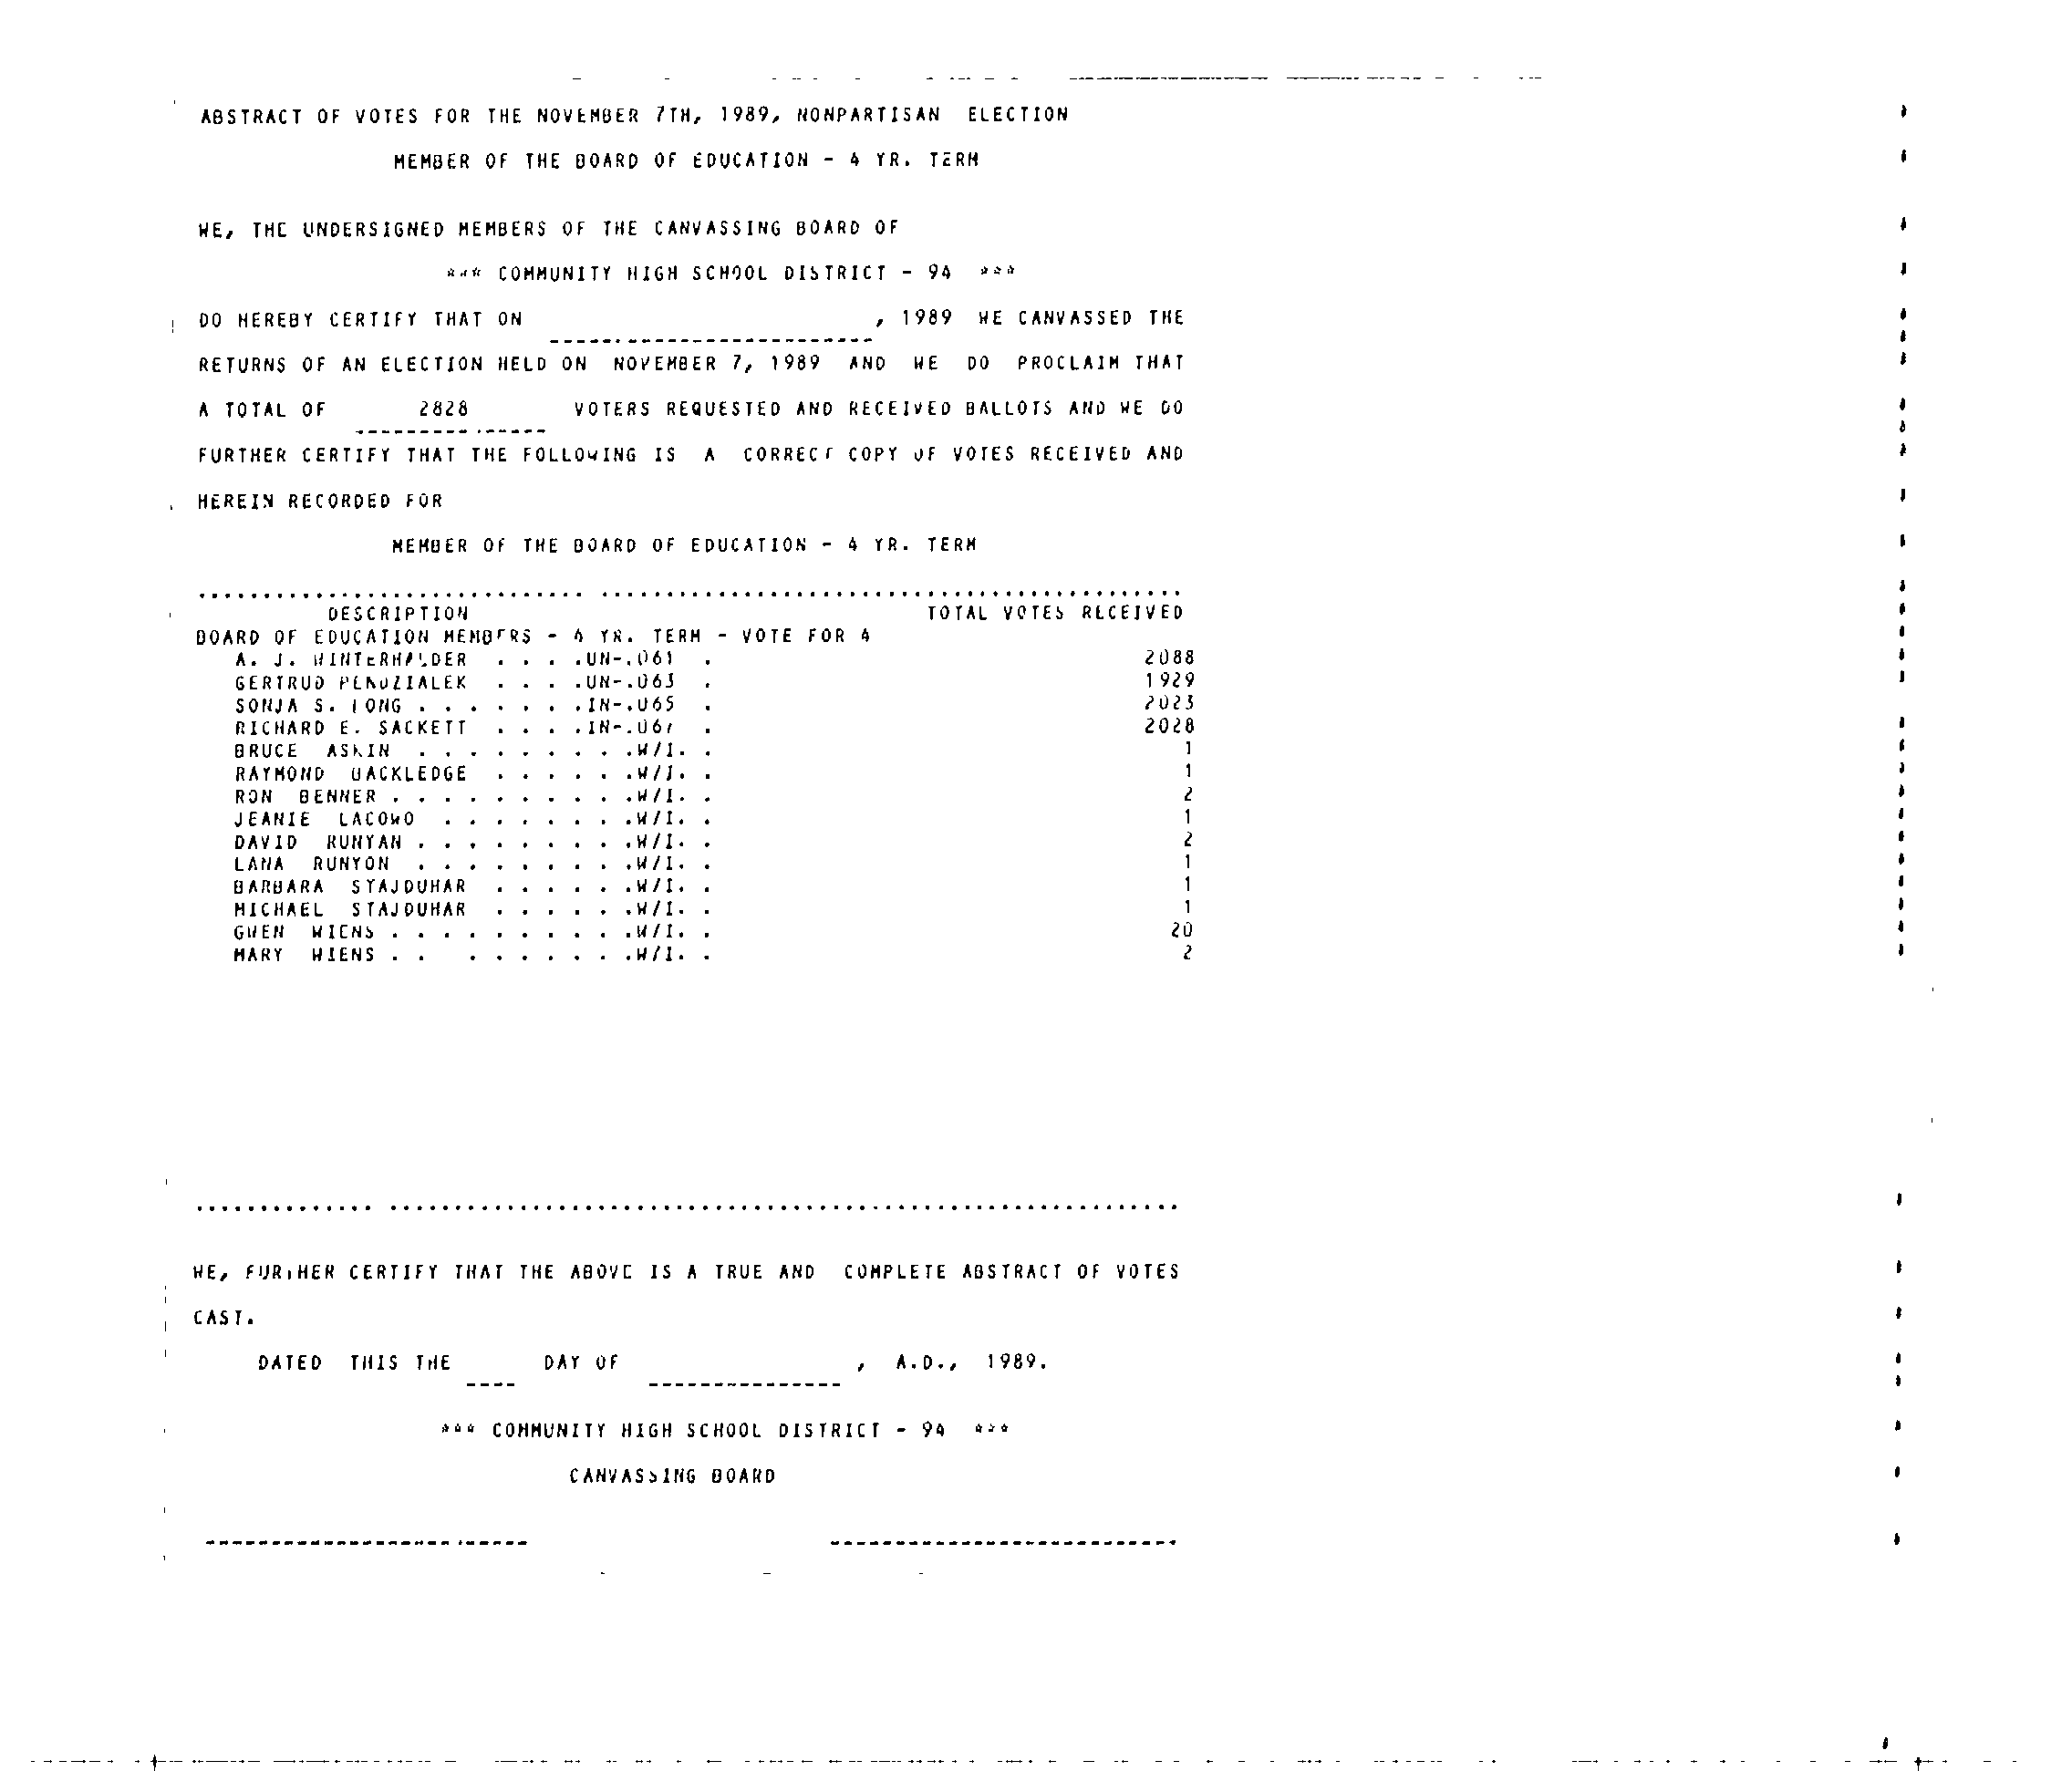 ABSTRACT OF VOTES FOR THE NOVEMBER 7TH, 1989, NONPARTISAN ELECTION
MEMBER OF THE BOARD OF EDUCATION - 4 YR. TERM
WE, THE UNDERSIGNED MEMBERS OF THE CANVASSING BOARD OF
*** COMMUNITY HIGH SCHOOL DISTRICT - 94 ***
DO HEREBY CERTIFY THAT ON , 1989 WE CANVASSED THE
RETURNS OF AN ELECTION HELD ON NOVEMBER 7, 1989 AND WE DO PROCLAIM THAT
A TOTAL OF 2828 VOTERS REQUESTED AND RECEIVED BALLOTS AND WE DO
FURTHER CERTIFY THAT THE FOLLOWING IS A CORRECT COPY OF VOTES RECEIVED AND
HEREIN RECORDED FOR
MEMBER OF THE BOARD OF EDUCATION - 4 YR. TERM
DESCRIPTION TOTAL VOTES RECEIVED
BOARD OF EDUCATION MEMBERS - 4 YR. TERM - VOTE FOR 4
A. J. WINTERHALDER . . . .UN-.061 . 2088
GERTRUD . . . .UN-.063 . 1929
SONJA S. LONG . . . . . . .IN-.065 . 2023
RICHARD E. SACKETT . . . .IN-.067 . 2028
BRUCE ASKIN . . . . . . . . .W/I. . 1
RAYMOND BACKLEDGE . . . . . .W/I. . 1
RON BENNER . . . . . . . . . .W/I. . 2
JEANIE LACOWO . . . . . . . .W/I. . 1
DAVID RUNYAN . . . . . . . . .W/I. . 2
LANA RUNYON . . . . . . . . .W/I. . 1
BARBARA STAJDUHAR . . . . . .W/I. . 1
MICHAEL STAJDUHAR . . . . . .W/I. . 1
GWEN WIENS . . . . . . . . . .W/I. . 20
MARY WIENS . . . . . . . . .W/I. . 2
WE, FURTHER CERTIFY THAT THE ABOVE IS A TRUE AND COMPLETE ABSTRACT OF VOTES
CAST.
DATED THIS THE DAY OF , A.D., 1989.
*** COMMUNITY HIGH SCHOOL DISTRICT - 94 ***
CANVASSING BOARD